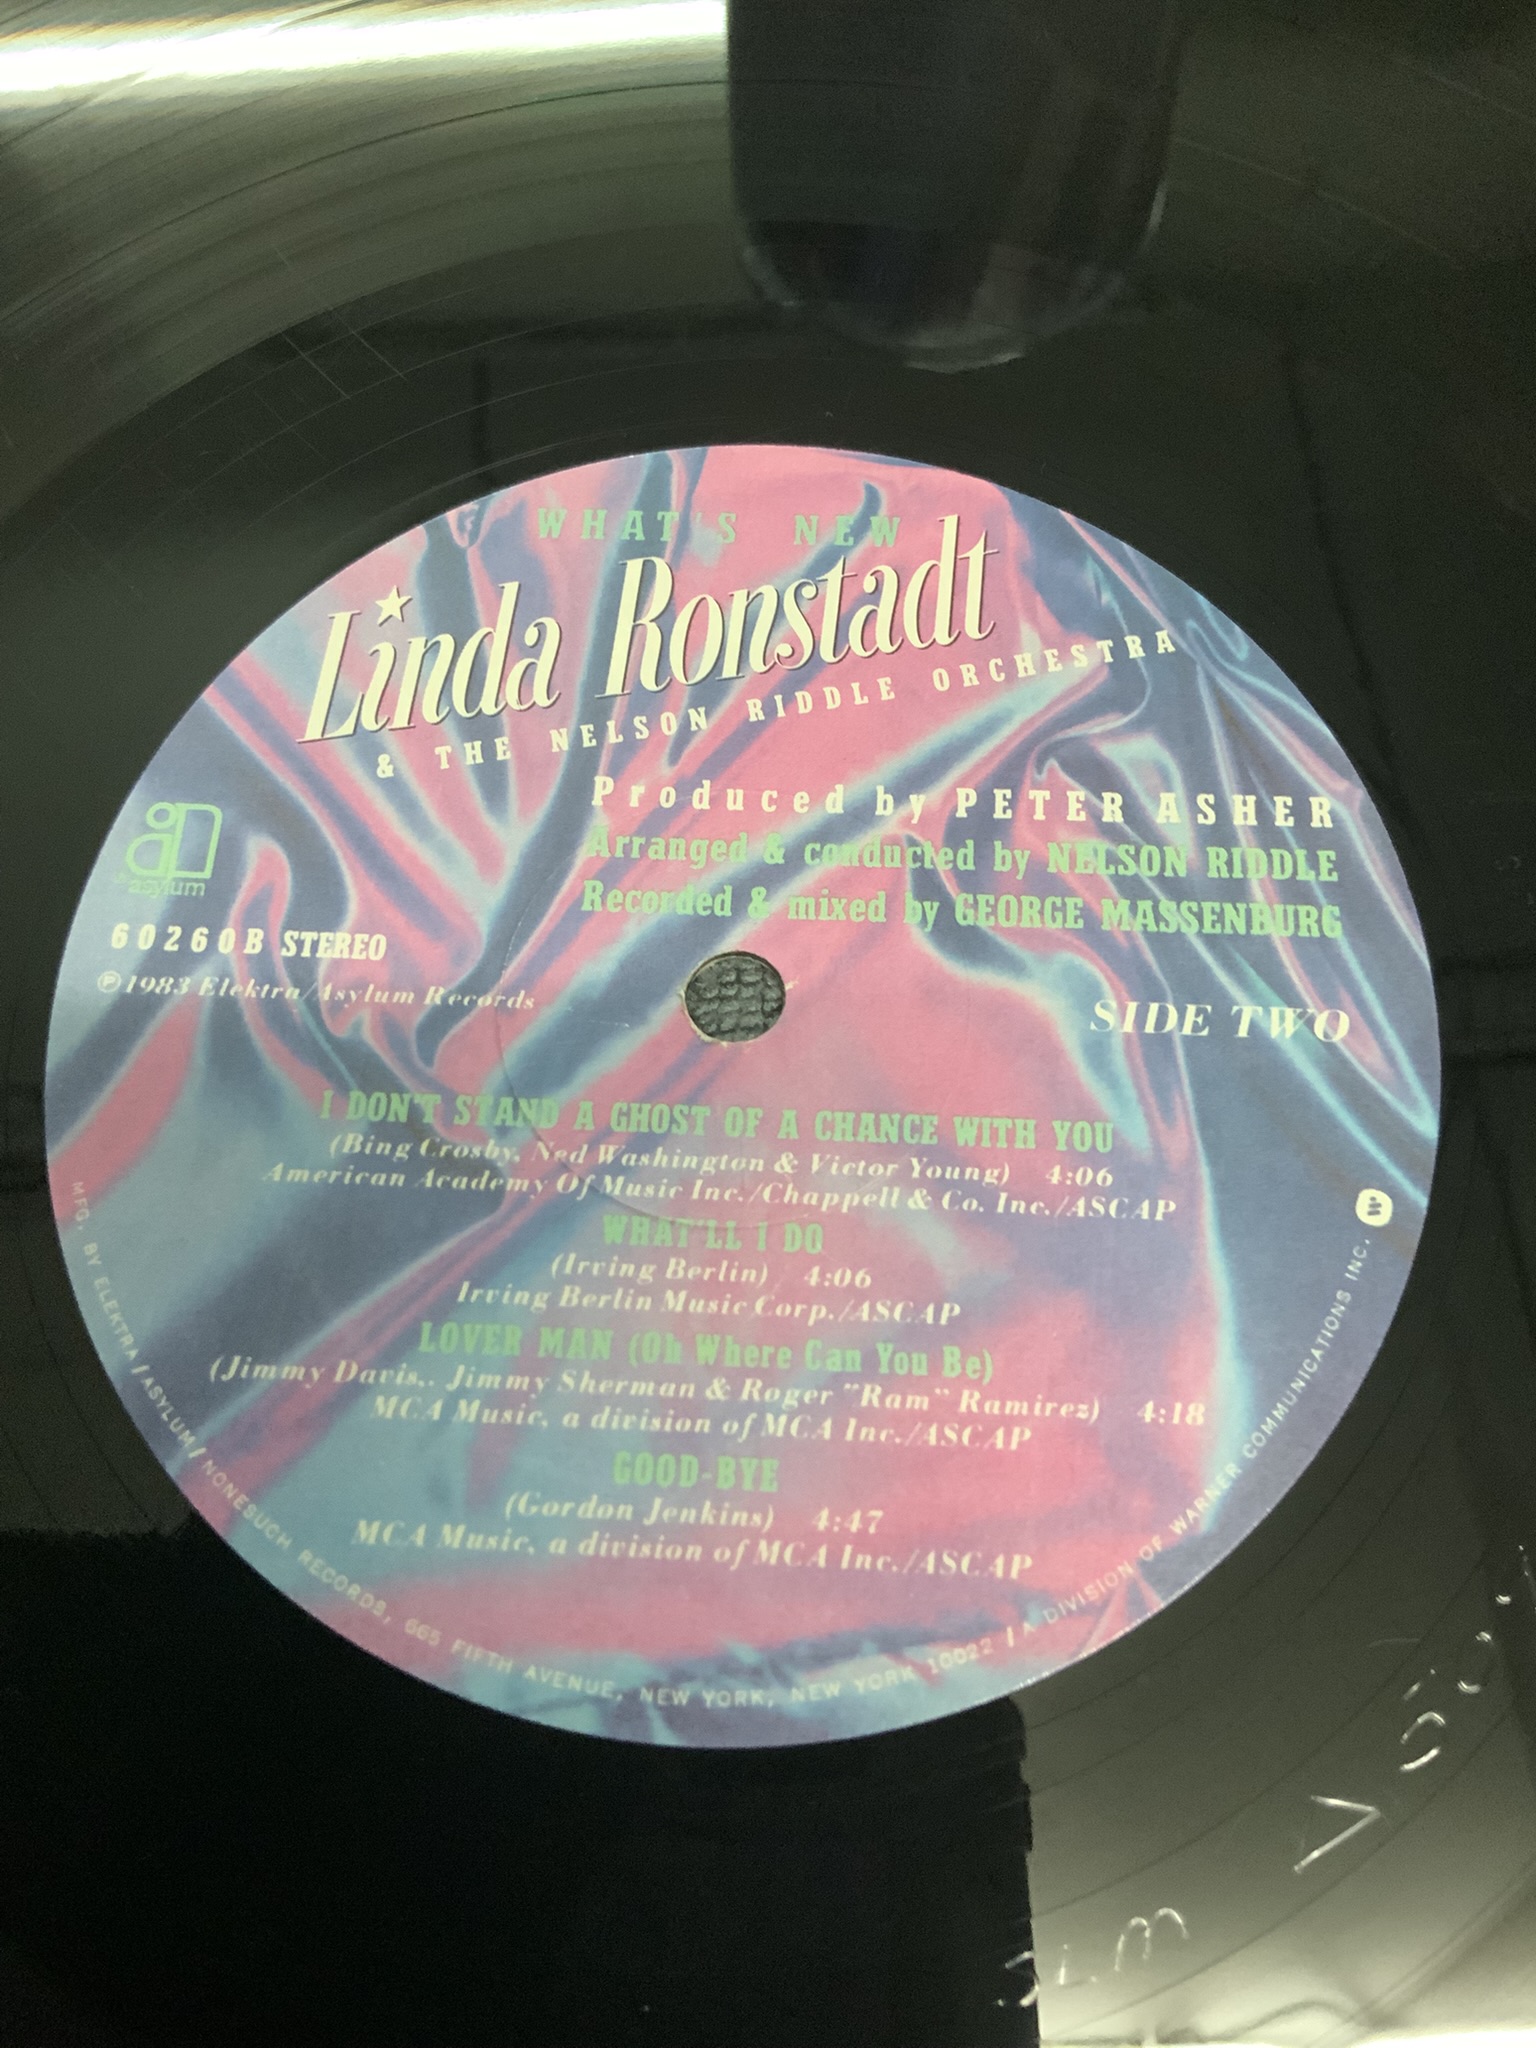 WHAT'S NEW
Linda Ronstadt
& THE NELSON RIDDLE ORCHESTRA
Produced by PETER ASHER
Arranged & conducted by NELSON RIDDLE
Recorded & mixed by GEORGE MASSENBURG
asylum
60260B STEREO
℗1983 Elektra/Asylum Records
SIDE TWO
I DON'T STAND A GHOST OF A CHANCE WITH YOU
(Bing Crosby, Ned Washington & Victor Young) 4:06
American Academy Of Music Inc./Chappell & Co. Inc./ASCAP
WHAT'LL I DO
(Irving Berlin) 4:06
Irving Berlin Music Corp./ASCAP
LOVER MAN (Oh Where Can You Be)
(Jimmy Davis,. Jimmy Sherman & Roger "Ram" Ramirez) 4:18
MCA Music, a division of MCA Inc./ASCAP
GOOD-BYE
(Gordon Jenkins) 4:47
MCA Music, a division of MCA Inc./ASCAP
MFG. BY ELEKTRA/ASYLUM/NONESUCH RECORDS, 665 FIFTH AVENUE, NEW YORK, NEW YORK 10022 / A DIVISION OF WARNER COMMUNICATIONS INC.